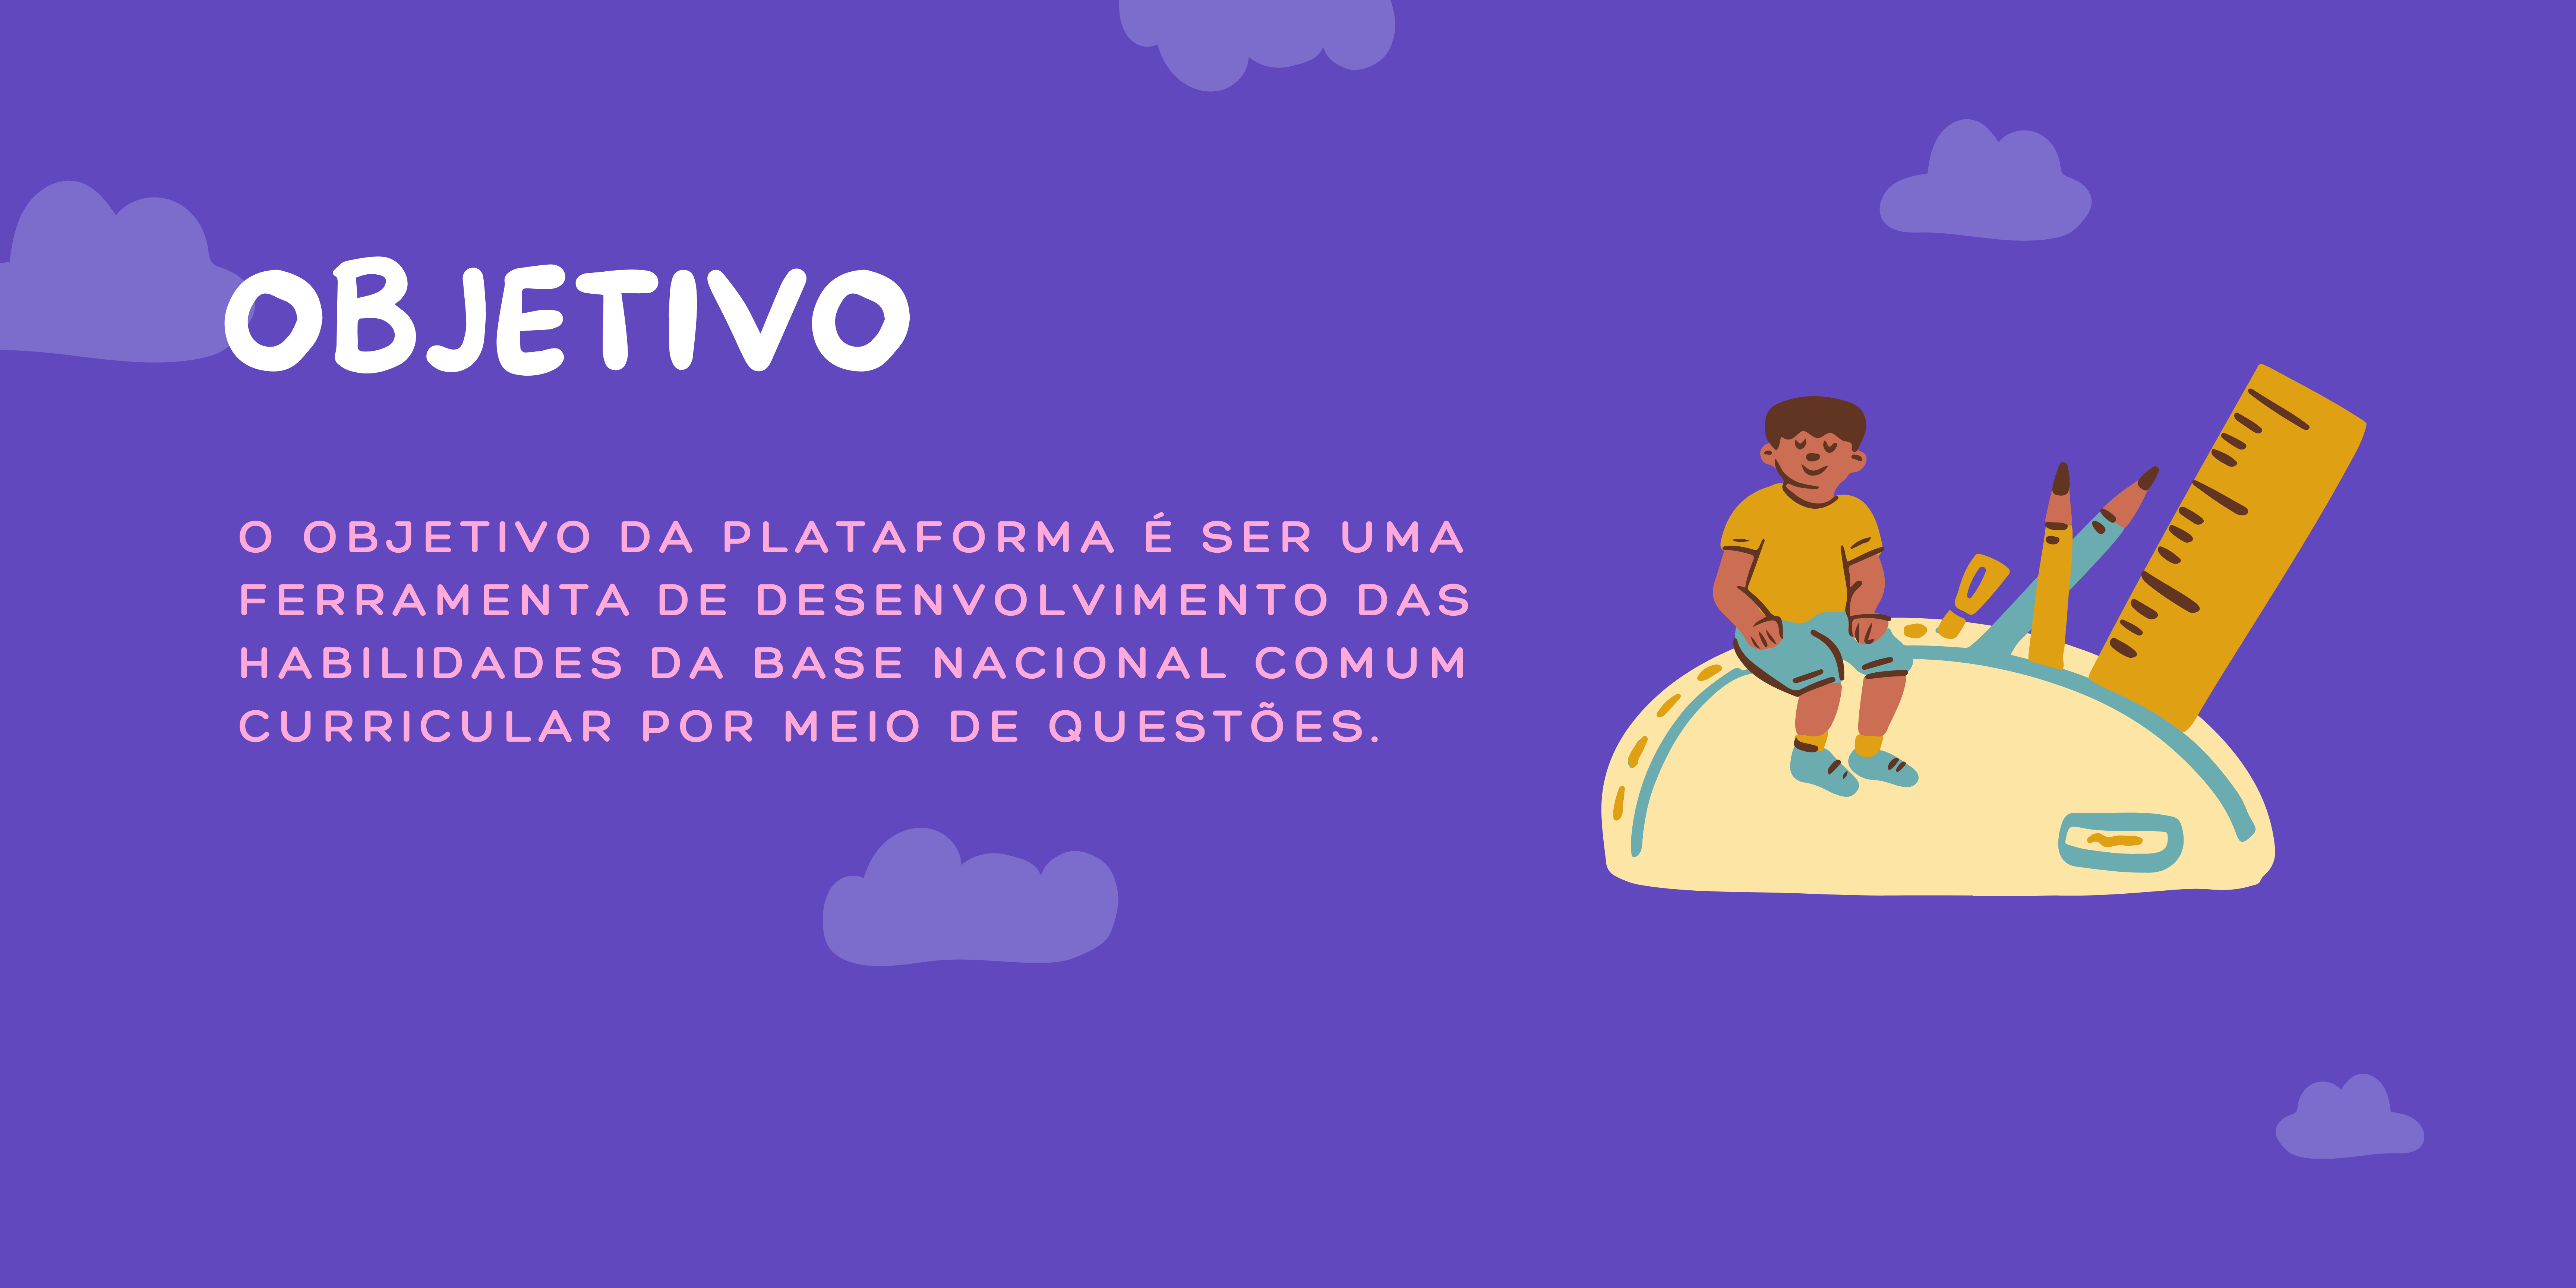 OBJETIVO
O OBJETIVO DA PLATAFORMA É SER UMA
FERRAMENTA DE DESENVOLVIMENTO DAS
HABILIDADES DA BASE NACIONAL COMUM
CURRICULAR POR MEIO DE QUESTÕES.